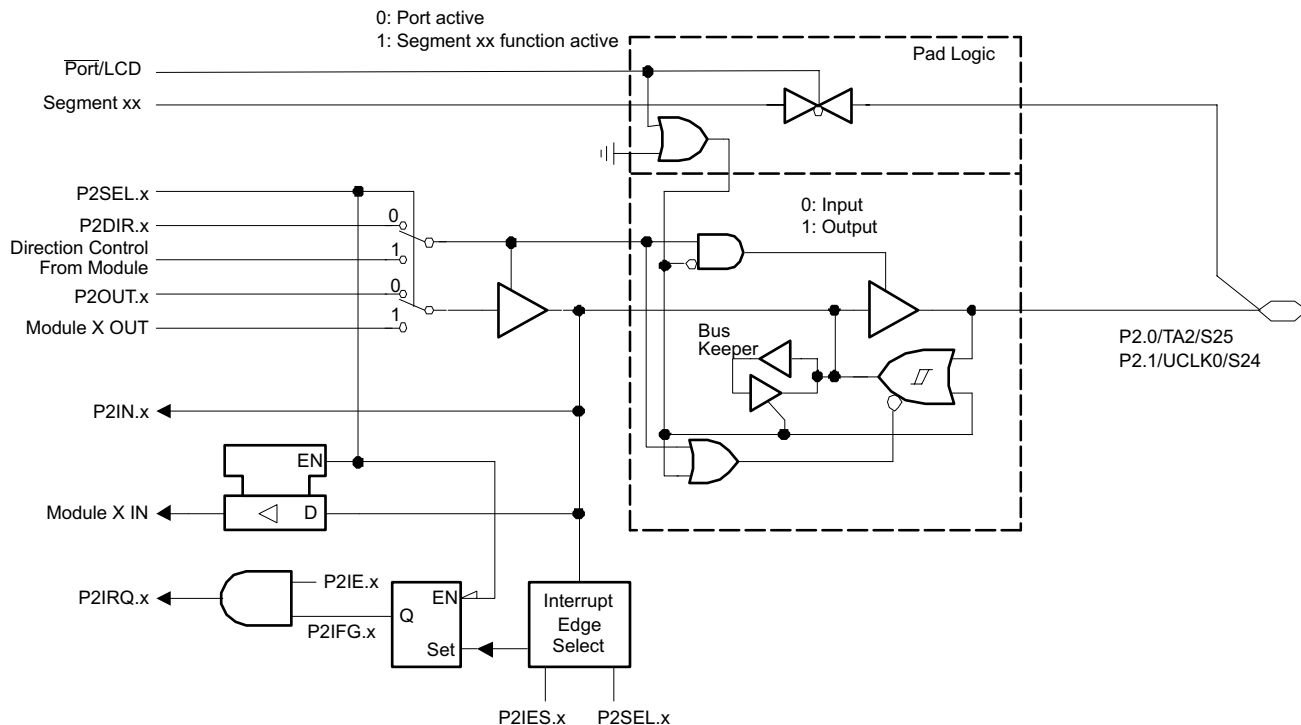 0: Port active
1: Segment xx function active
Pad Logic
Port/LCD
Segment xx
P2SEL.x
P2DIR.x
0
0: Input
1: Output
Direction Control
From Module
1
P2OUT.x
0
Module X OUT
1
Bus
Keeper
P2.0/TA2/S25
P2.1/UCLK0/S24
P2IN.x
EN
Module X IN
D
P2IRQ.x
P2IE.x
P2IFG.x
EN
Q
Set
Interrupt
Edge
Select
P2IES.x
P2SEL.x